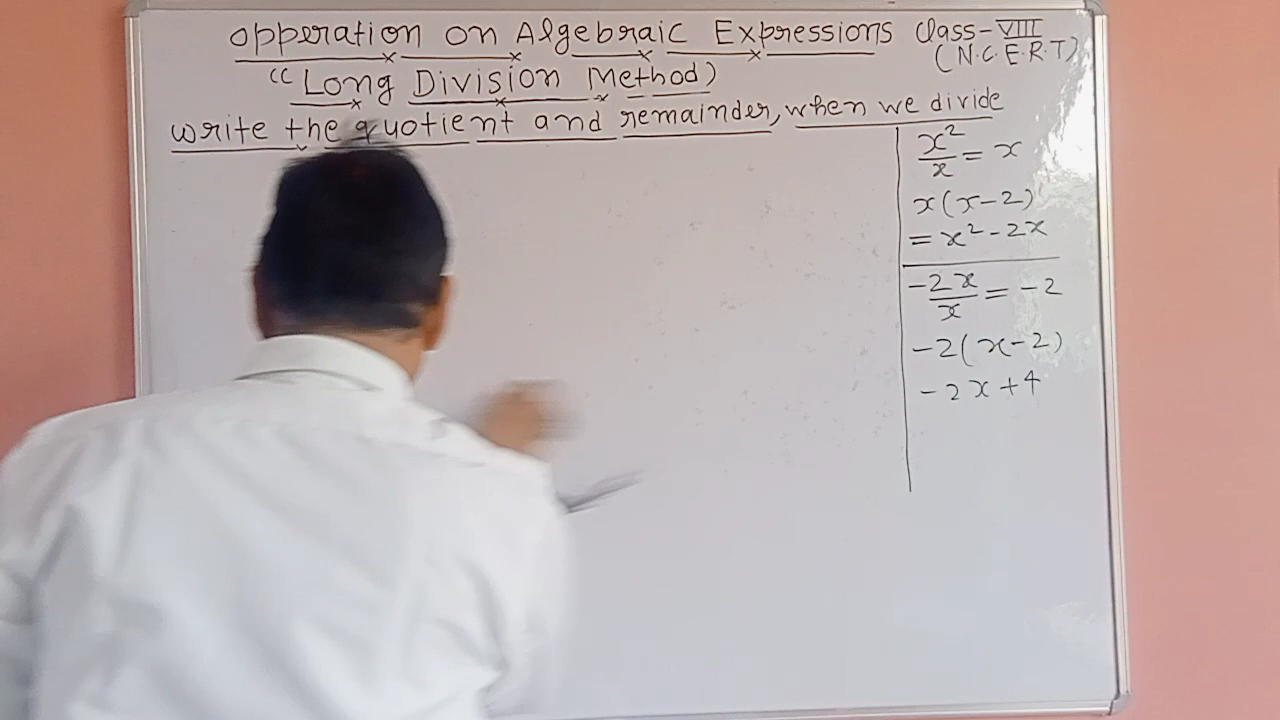 Opperation on Algebraic Expressions Class-VIII
(N.C.E.R.T)
"Long Division Method)
write the quotient and remainder, when we divide
x²/x = x
x(x-2)
= x²-2x
-2x/x = -2
-2(x-2)
-2x+4